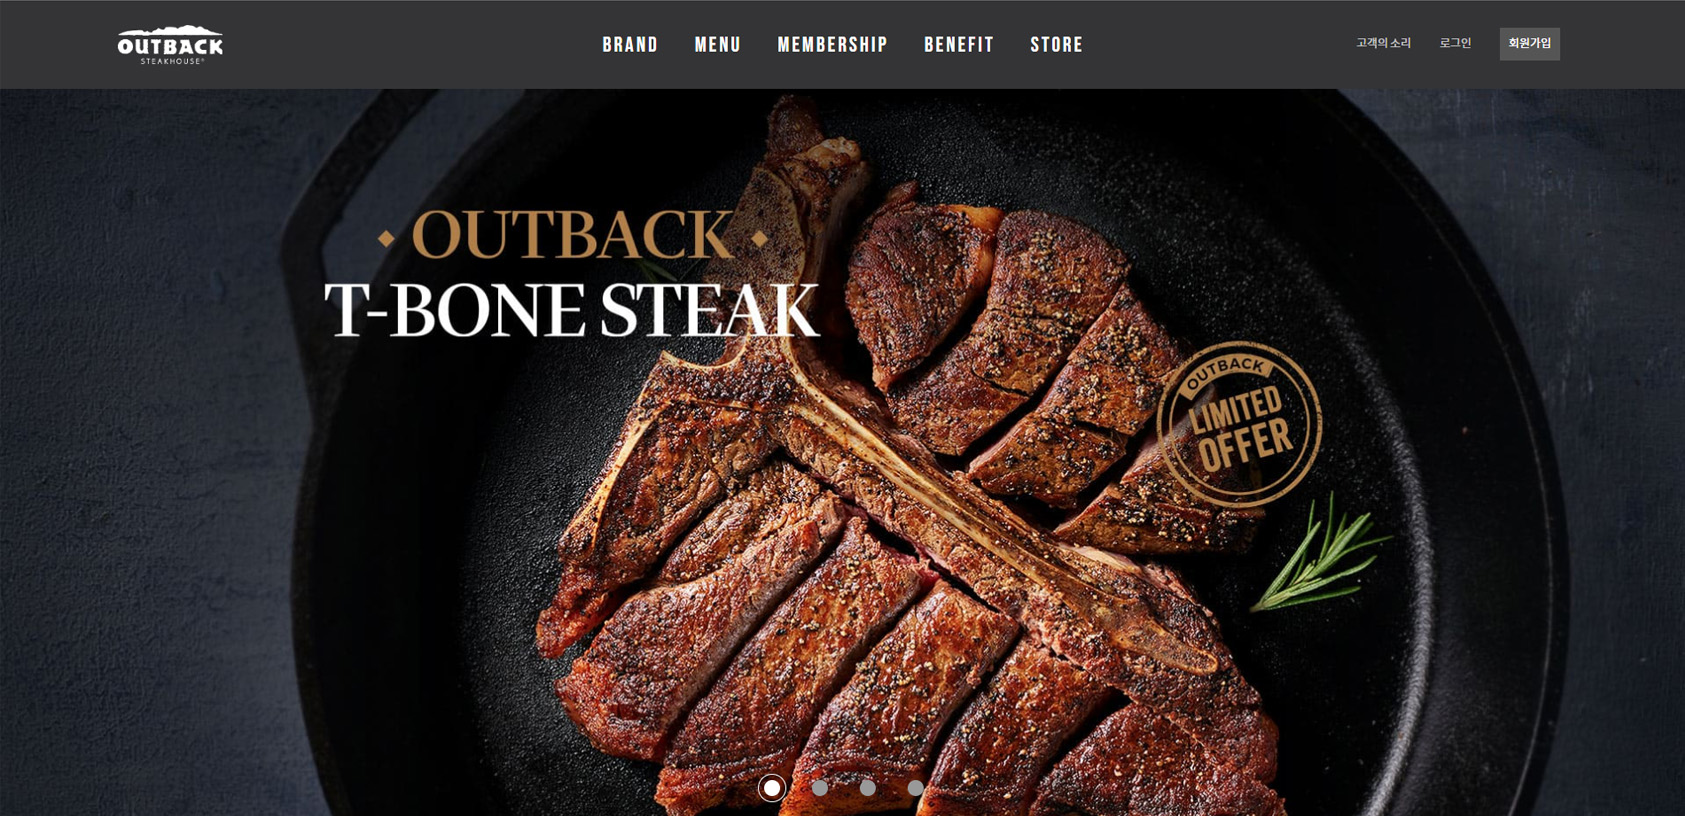 OUTBACK
STEAKHOUSE®
BRAND MENU MEMBERSHIP BENEFIT STORE
고객의 소리 로그인 회원가입
OUTBACK
T-BONE STEAK
OUTBACK
LIMITED
OFFER